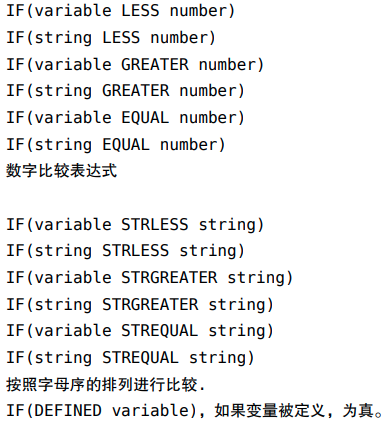 IF(variable LESS number)
IF(string LESS number)
IF(variable GREATER number)
IF(string GREATER number)
IF(variable EQUAL number)
IF(string EQUAL number)
数字比较表达式
IF(variable STRLESS string)
IF(string STRLESS string)
IF(variable STRGREATER string)
IF(string STRGREATER string)
IF(variable STREQUAL string)
IF(string STREQUAL string)
按照字母序的排列进行比较.
IF(DEFINED variable)，如果变量被定义，为真。